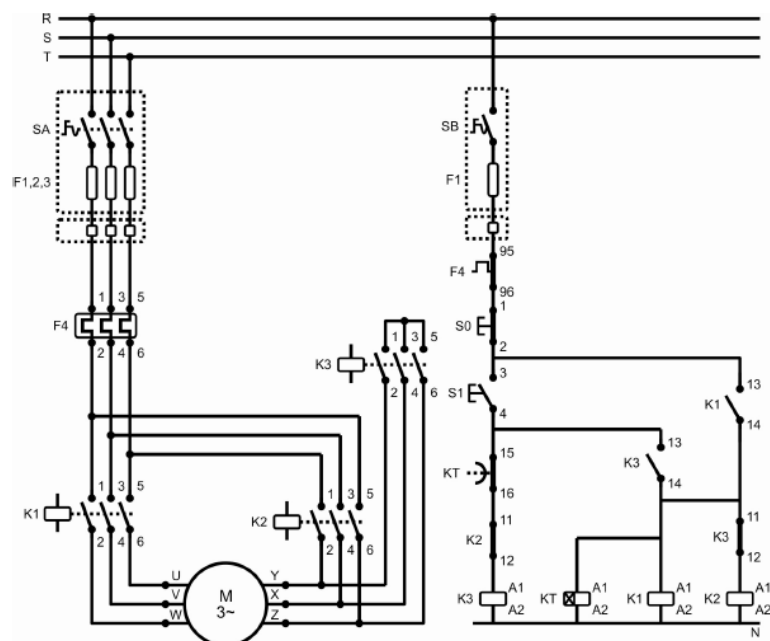 R
S
T
SA
F1,2,3
1 3 5
F4
2 4 6
1 3 5
K3
2 4 6
1 3 5
K1
2 4 6
1 3 5
K2
2 4 6
U
V
W
M
3~
Y
X
Z
SB
F1
95
F4
96
1
S0
2
3
S1
4
15
KT
16
11
K2
12
13
K3
14
13
K1
14
11
K3
12
K3 A1
A2
KT A1
A2
K1 A1
A2
K2 A1
A2
N